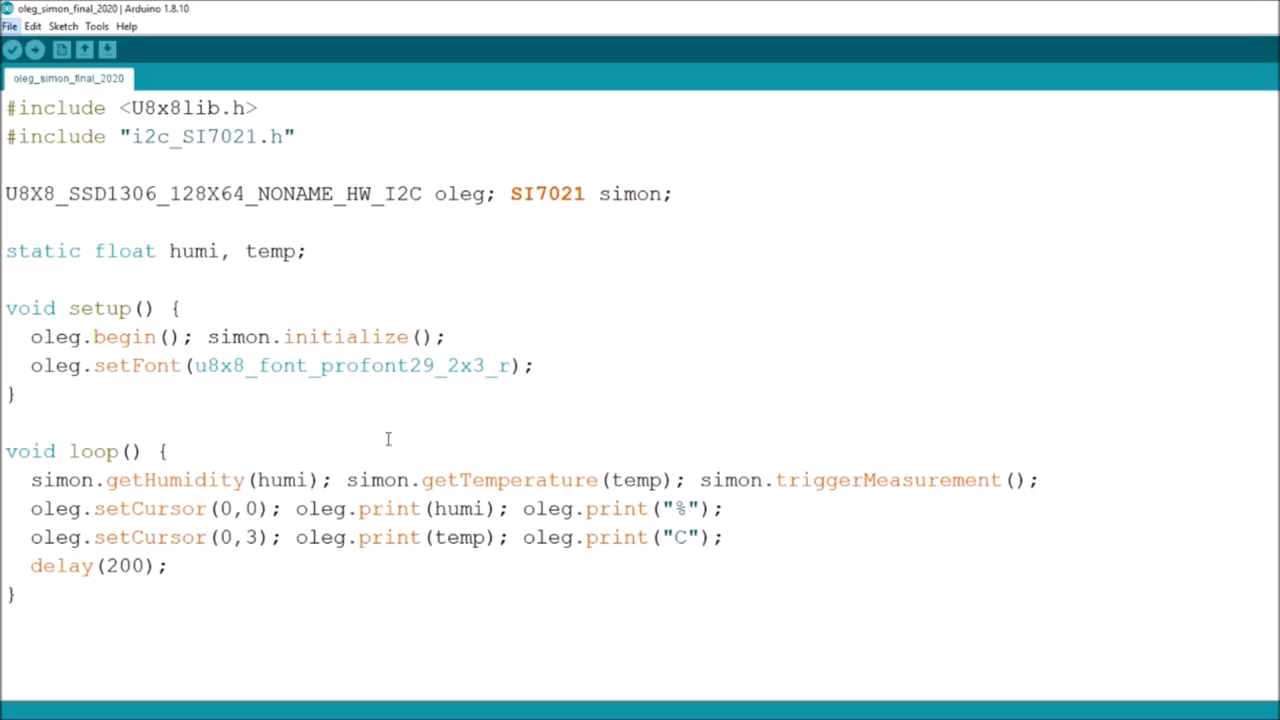 oleg_simon_final_2020 | Arduino 1.8.10
File Edit Sketch Tools Help
oleg_simon_final_2020
#include <U8x8lib.h>
#include "i2c_SI7021.h"
U8X8_SSD1306_128X64_NONAME_HW_I2C oleg; SI7021 simon;
static float humi, temp;
void setup() {
  oleg.begin(); simon.initialize();
  oleg.setFont(u8x8_font_profont29_2x3_r);
}
void loop() {
  simon.getHumidity(humi); simon.getTemperature(temp); simon.triggerMeasurement();
  oleg.setCursor(0,0); oleg.print(humi); oleg.print("%");
  oleg.setCursor(0,3); oleg.print(temp); oleg.print("C");
  delay(200);
}